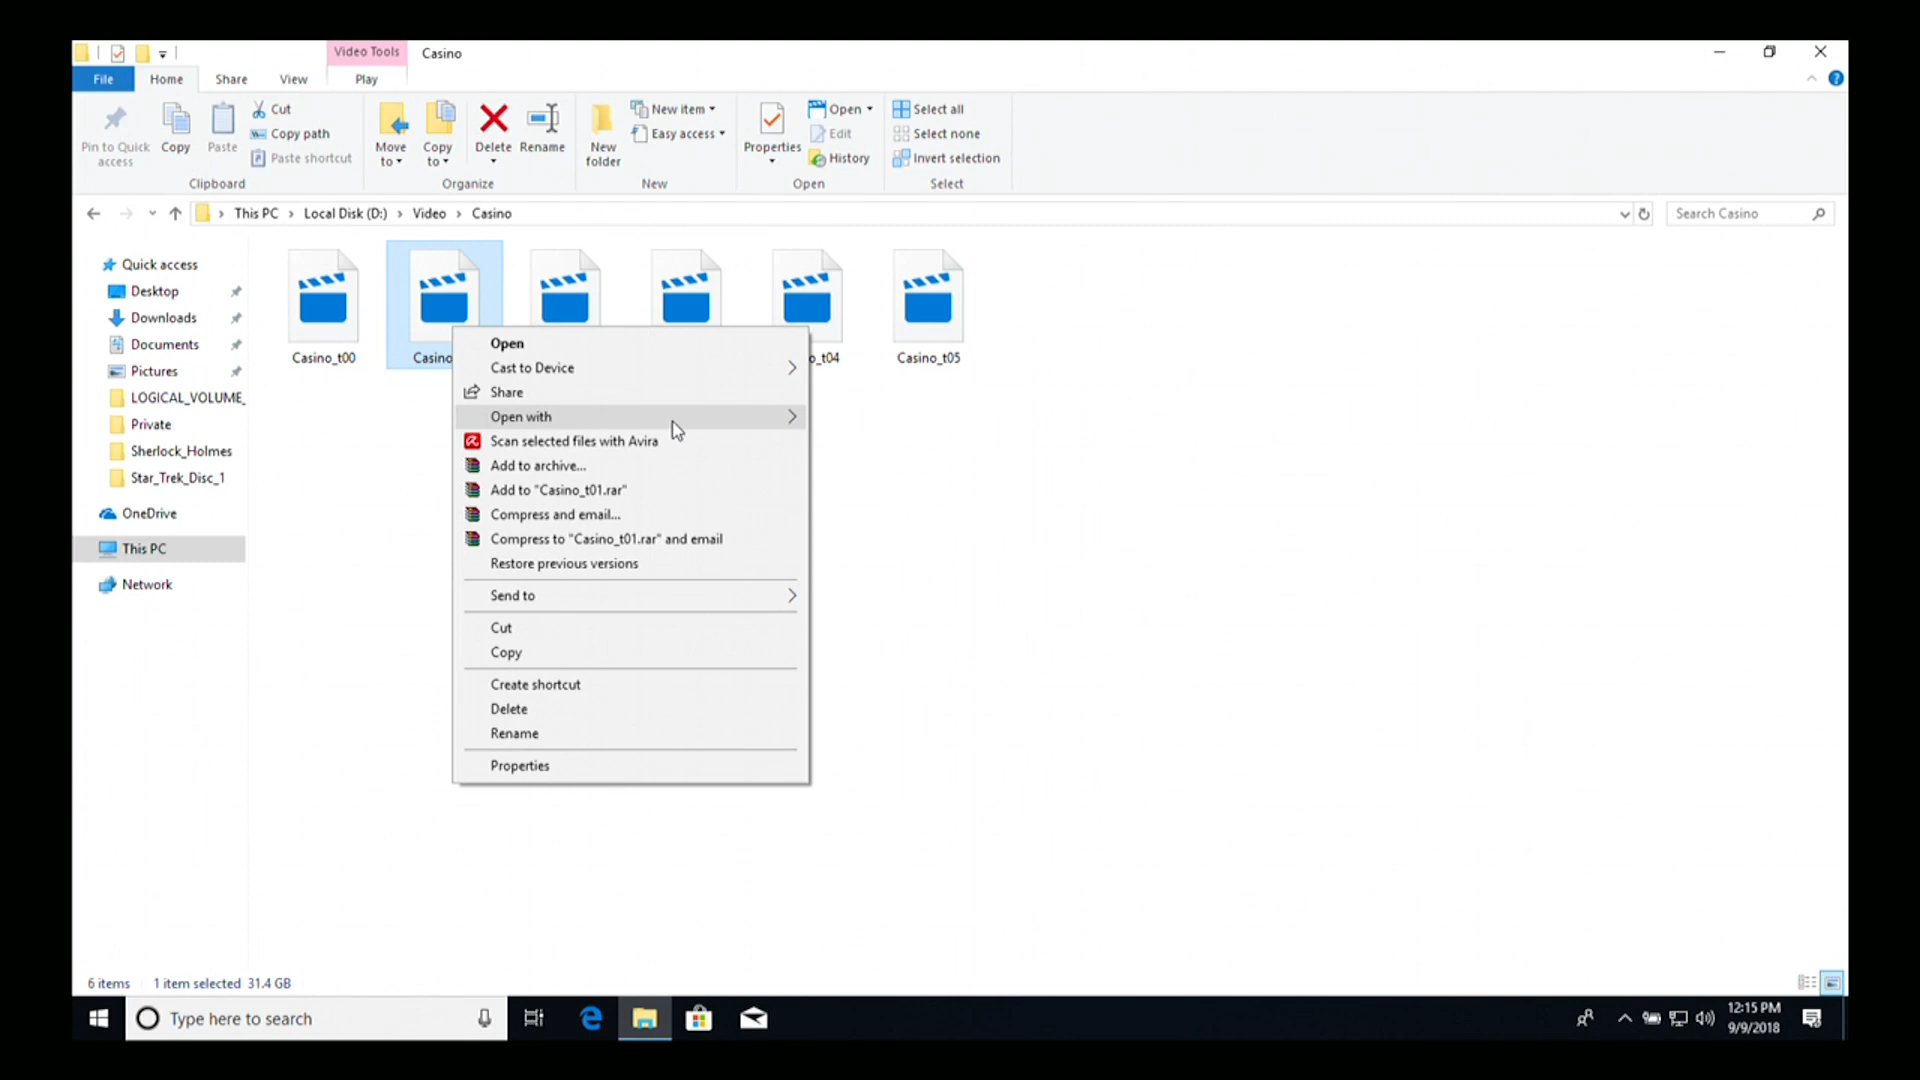 Video Tools
Casino
File
Home
Share
View
Play
Pin to Quick access
Copy
Paste
Cut
Copy path
Paste shortcut
Clipboard
Move to
Copy to
Delete
Rename
Organize
New folder
New item
Easy access
New
Properties
Open
Edit
History
Open
Select all
Select none
Invert selection
Select
This PC > Local Disk (D:) > Video > Casino
Search Casino
Quick access
Desktop
Downloads
Documents
Pictures
LOGICAL_VOLUME_
Private
Sherlock_Holmes
Star_Trek_Disc_1
OneDrive
This PC
Network
Casino_t00
Casino
o_t04
Casino_t05
Open
Cast to Device
Share
Open with
Scan selected files with Avira
Add to archive...
Add to "Casino_t01.rar"
Compress and email...
Compress to "Casino_t01.rar" and email
Restore previous versions
Send to
Cut
Copy
Create shortcut
Delete
Rename
Properties
6 items
1 item selected 31.4 GB
Type here to search
12:15 PM
9/9/2018